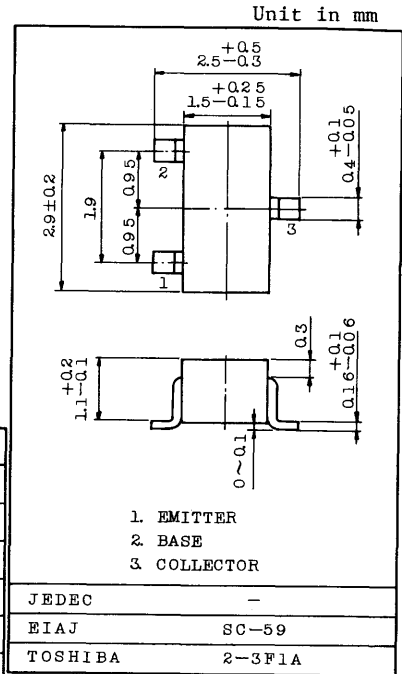 Unit in mm
+0.5
2.5-0.3
+0.25
1.5-0.15
2.9±0.2
1.9
0.95
0.95
2
1
3
+0.1
0.4-0.05
+0.2
1.1-0.1
0.3
+0.1
0.16-0.06
0~0.1
1. EMITTER
2. BASE
3. COLLECTOR
JEDEC -
EIAJ SC-59
TOSHIBA 2-3F1A